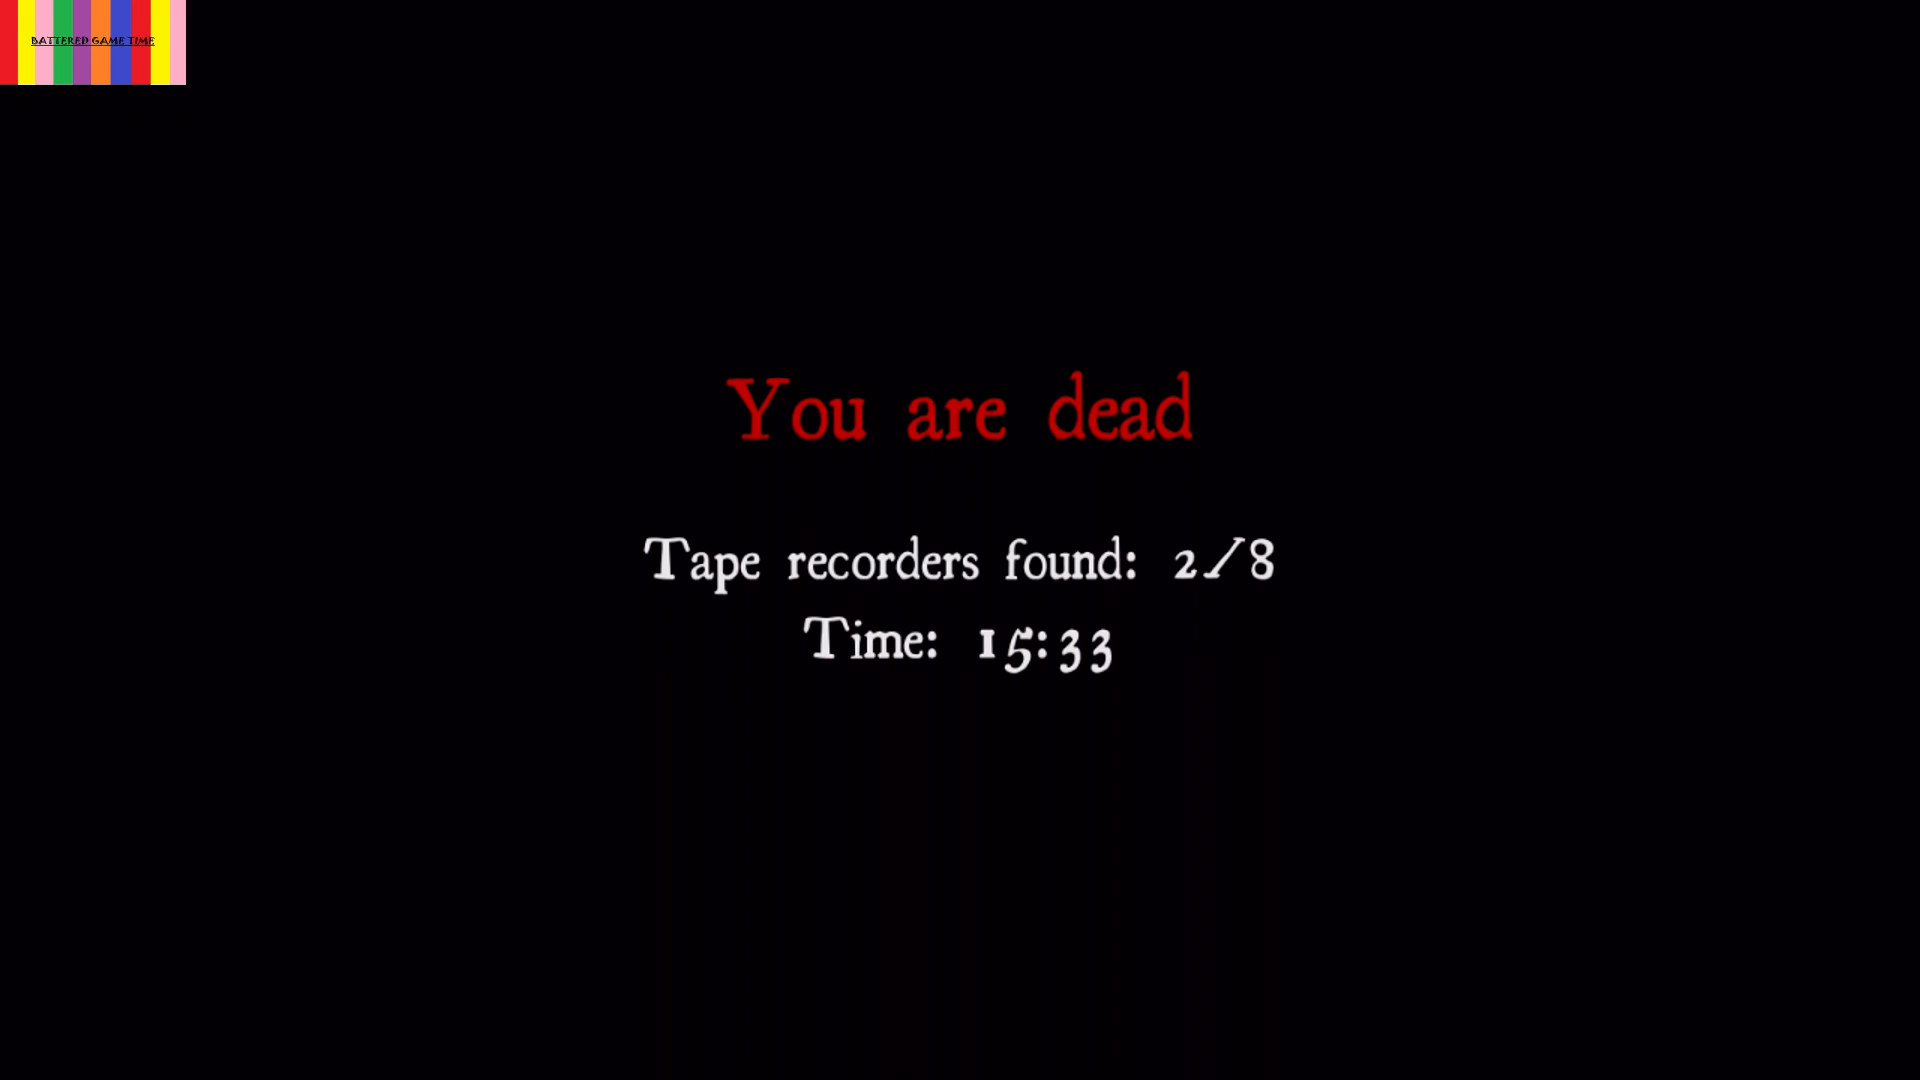 BATTERED GAME TIME
You are dead
Tape recorders found: 2/8
Time: 15:33